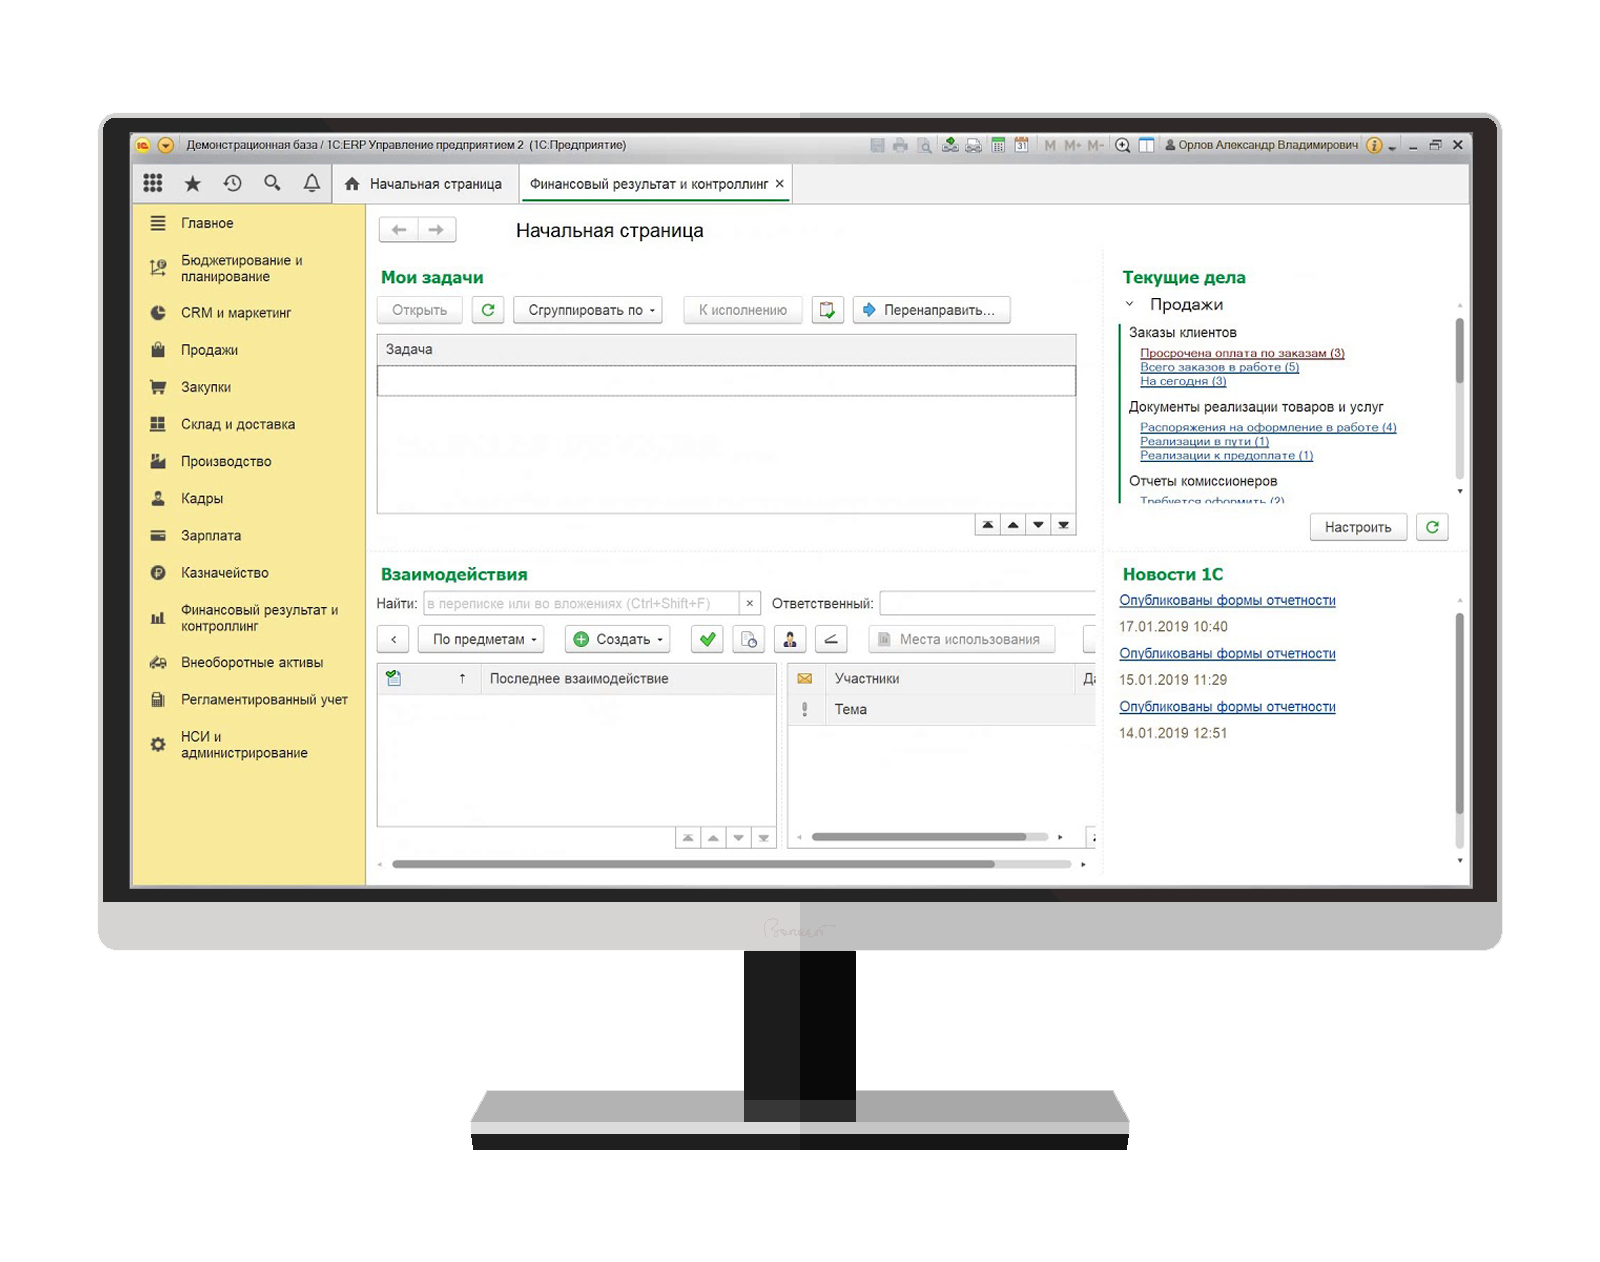 Демонстрационная база / 1С:ERP Управление предприятием 2 (1С:Предприятие)
M M+ M-
Орлов Александр Владимирович
Начальная страница
Финансовый результат и контроллинг
Главное
Бюджетирование и
планирование
CRM и маркетинг
Продажи
Закупки
Склад и доставка
Производство
Кадры
Зарплата
Казначейство
Финансовый результат и
контроллинг
Внеоборотные активы
Регламентированный учет
НСИ и
администрирование
Начальная страница
Мои задачи
Открыть
Сгруппировать по
К исполнению
Перенаправить...
Задача
Взаимодействия
Найти:
в переписке или во вложениях (Ctrl+Shift+F)
Ответственный:
По предметам
Создать
Места использования
Последнее взаимодействие
Участники
Тема
Текущие дела
Продажи
Заказы клиентов
Просрочена оплата по заказам (3)
Всего заказов в работе (5)
На сегодня (3)
Документы реализации товаров и услуг
Распоряжения на оформление в работе (4)
Реализации в пути (1)
Реализации к предоплате (1)
Отчеты комиссионеров
Требуется оформить (2)
Настроить
Новости 1С
Опубликованы формы отчетности
17.01.2019 10:40
Опубликованы формы отчетности
15.01.2019 11:29
Опубликованы формы отчетности
14.01.2019 12:51